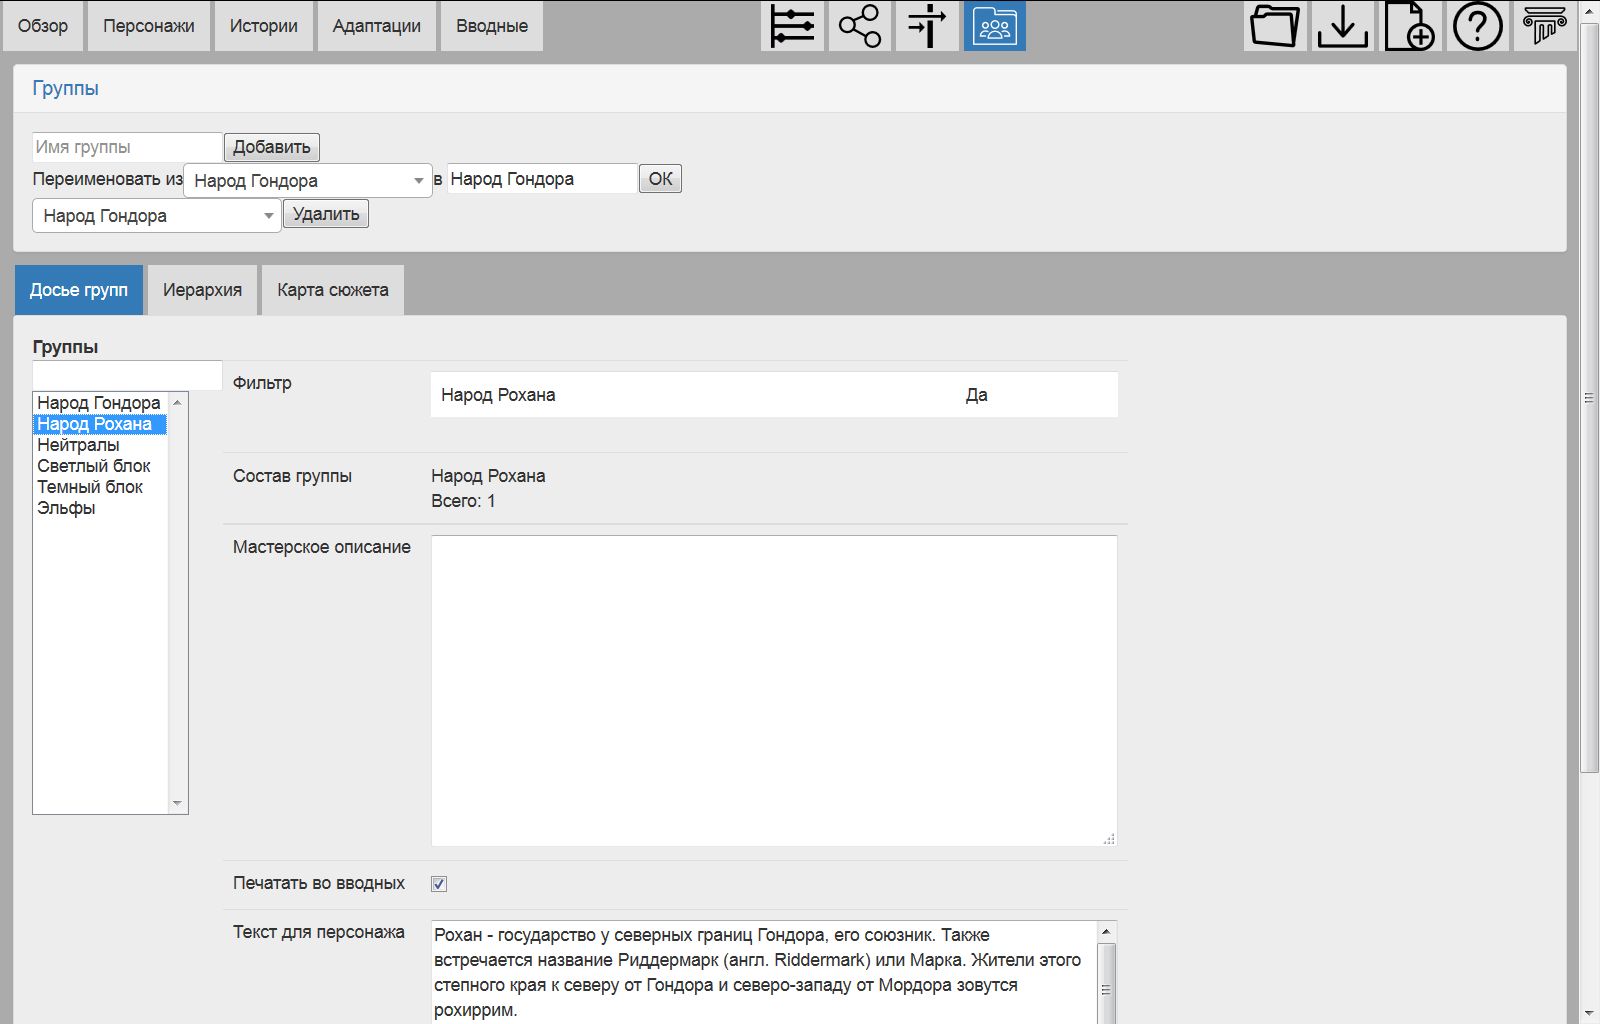 Обзор Персонажи Истории Адаптации Вводные
Группы
Имя группы Добавить
Переименовать из Народ Гондора в Народ Гондора ОК
Народ Гондора Удалить
Досье групп Иерархия Карта сюжета
Группы
Народ Гондора
Народ Рохана
Нейтралы
Светлый блок
Темный блок
Эльфы
Фильтр
Народ Рохана Да
Состав группы
Народ Рохана
Всего: 1
Мастерское описание
Печатать во вводных
Текст для персонажа
Рохан - государство у северных границ Гондора, его союзник. Также
встречается название Риддермарк (англ. Riddermark) или Марка. Жители этого
степного края к северу от Гондора и северо-западу от Мордора зовутся
рохиррим.